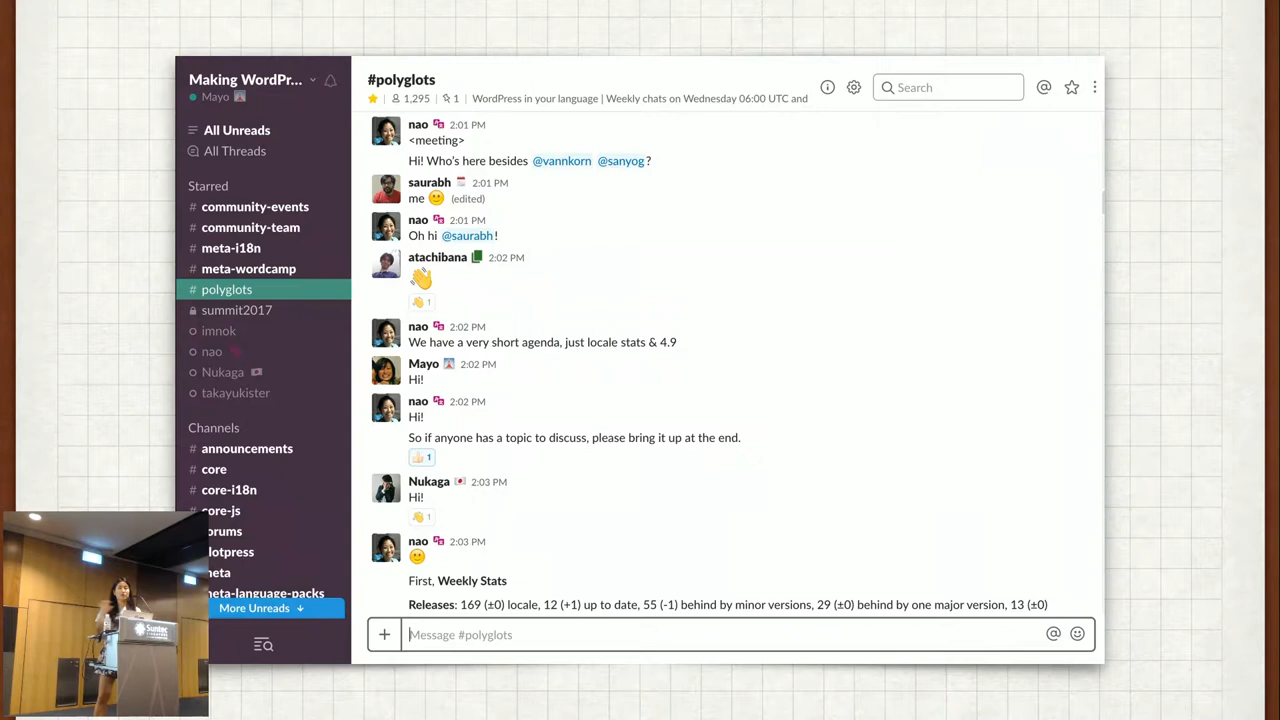 Making WordPr...
Mayo
All Unreads
All Threads
Starred
# community-events
# community-team
# meta-i18n
# meta-wordcamp
# polyglots
summit2017
imnok
nao
Nukaga
takayukister
Channels
# announcements
# core
# core-i18n
# core-js
forums
glotpress
meta
meta-language-packs
More Unreads ↓
#polyglots
1,295 | 1 | WordPress in your language | Weekly chats on Wednesday 06:00 UTC and
Search
nao 2:01 PM
<meeting>
Hi! Who's here besides @vannkorn @sanyog ?
saurabh 2:01 PM
me 🙂 (edited)
nao 2:01 PM
Oh hi @saurabh !
atachibana 2:02 PM
👋
👋 1
nao 2:02 PM
We have a very short agenda, just locale stats & 4.9
Mayo 2:02 PM
Hi!
nao 2:02 PM
Hi!
So if anyone has a topic to discuss, please bring it up at the end.
👍 1
Nukaga 2:03 PM
Hi!
👋 1
nao 2:03 PM
🙂
First, Weekly Stats
Releases: 169 (±0) locale, 12 (+1) up to date, 55 (-1) behind by minor versions, 29 (±0) behind by one major version, 13 (±0)
Message #polyglots
Suntec